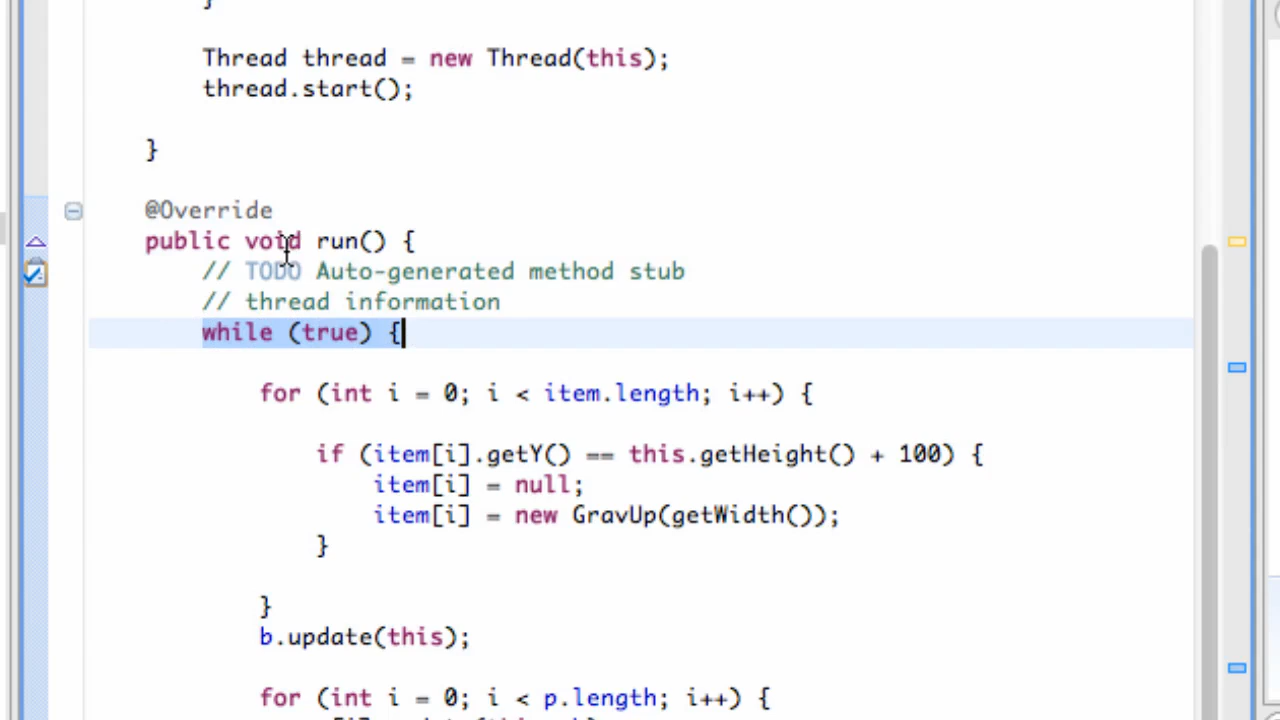 }
Thread thread = new Thread(this);
thread.start();
}
@Override
public void run() {
// TODO Auto-generated method stub
// thread information
while (true) {
for (int i = 0; i < item.length; i++) {
if (item[i].getY() == this.getHeight() + 100) {
item[i] = null;
item[i] = new GravUp(getWidth());
}
}
b.update(this);
for (int i = 0; i < p.length; i++) {